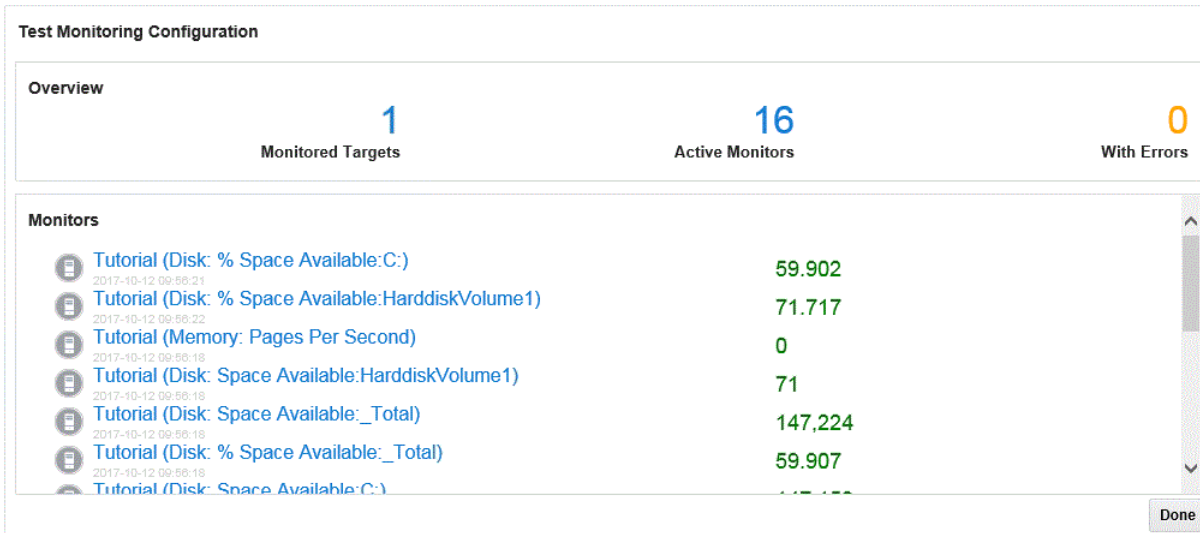 Test Monitoring Configuration
Overview
1
16
0
Monitored Targets
Active Monitors
With Errors
Monitors
Tutorial (Disk: % Space Available:C:)
59.902
2017-10-12 09:56:21
Tutorial (Disk: % Space Available:HarddiskVolume1)
71.717
2017-10-12 09:56:22
Tutorial (Memory: Pages Per Second)
0
2017-10-12 09:56:18
Tutorial (Disk: Space Available:HarddiskVolume1)
71
2017-10-12 09:56:18
Tutorial (Disk: Space Available:_Total)
147,224
2017-10-12 09:56:18
Tutorial (Disk: % Space Available:_Total)
59.907
2017-10-12 09:56:18
Tutorial (Disk: Space Available:C:)
Done